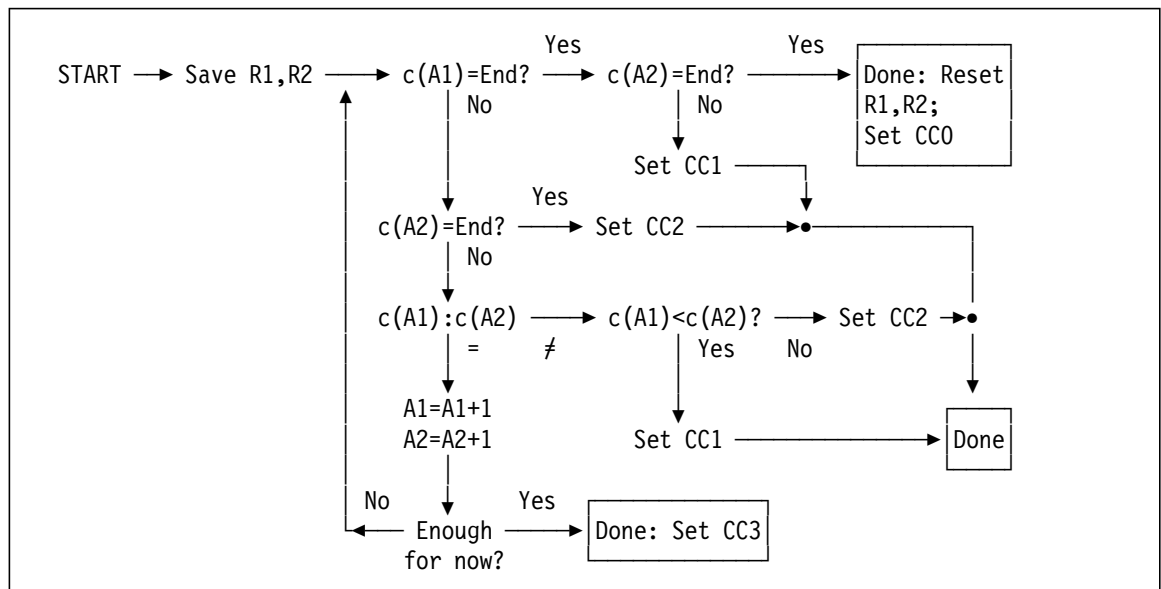 Yes Yes
START Save R1,R2 c(A1)=End? c(A2)=End? Done: Reset
No No R1,R2;
Set CC0
Set CC1
Yes
c(A2)=End? Set CC2
No
c(A1):c(A2) c(A1)<c(A2)? Set CC2
= ≠ Yes No
A1=A1+1
A2=A2+1 Set CC1 Done
No Yes
Enough Done: Set CC3
for now?